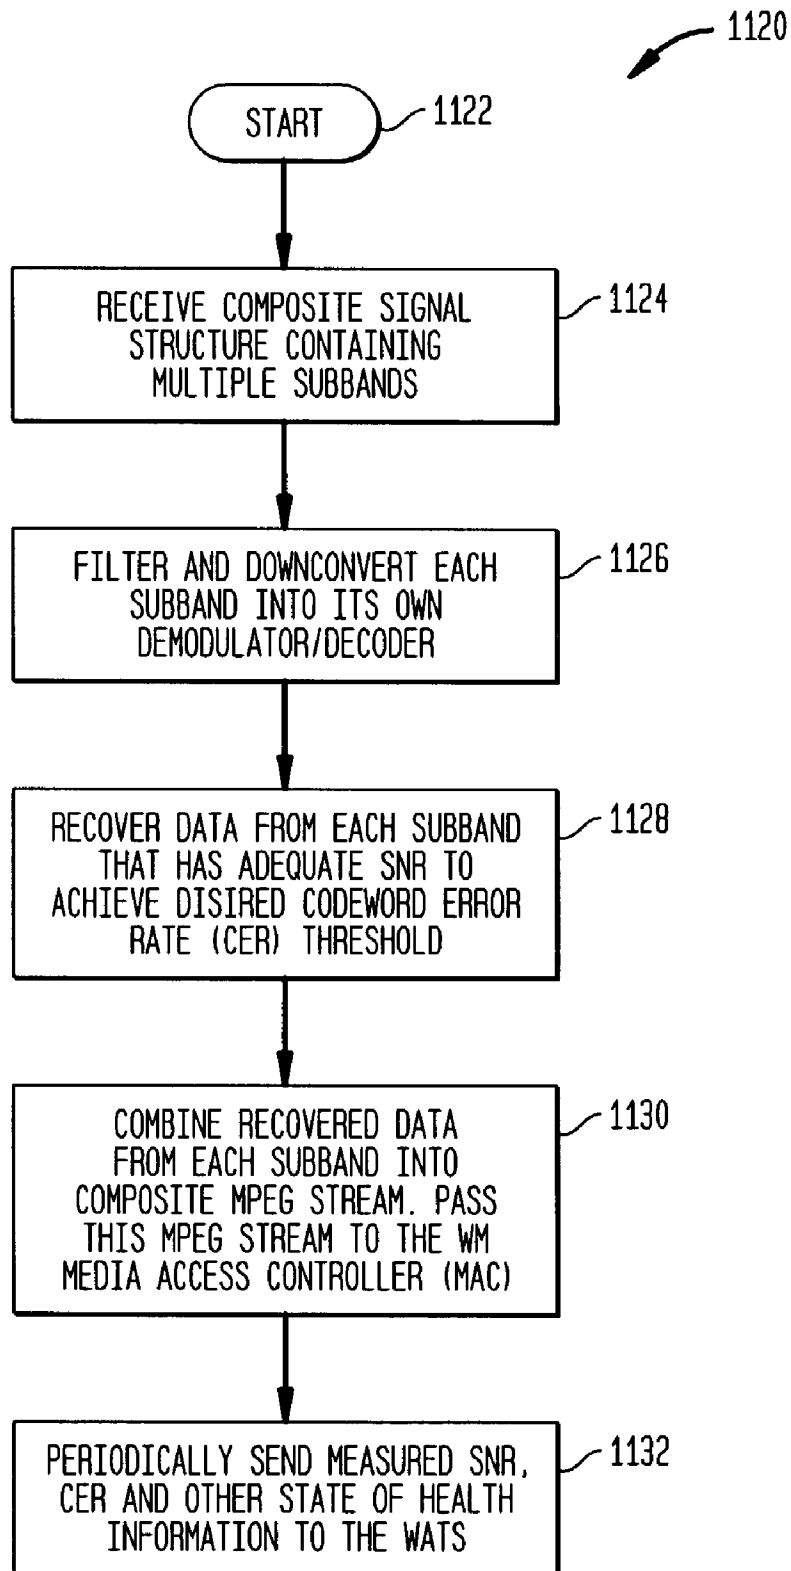 1120
START
1122
RECEIVE COMPOSITE SIGNAL
STRUCTURE CONTAINING
MULTIPLE SUBBANDS
1124
FILTER AND DOWNCONVERT EACH
SUBBAND INTO ITS OWN
DEMODULATOR/DECODER
1126
RECOVER DATA FROM EACH SUBBAND
THAT HAS ADEQUATE SNR TO
ACHIEVE DISIRED CODEWORD ERROR
RATE (CER) THRESHOLD
1128
COMBINE RECOVERED DATA
FROM EACH SUBBAND INTO
COMPOSITE MPEG STREAM. PASS
THIS MPEG STREAM TO THE WM
MEDIA ACCESS CONTROLLER (MAC)
1130
PERIODICALLY SEND MEASURED SNR,
CER AND OTHER STATE OF HEALTH
INFORMATION TO THE WATS
1132